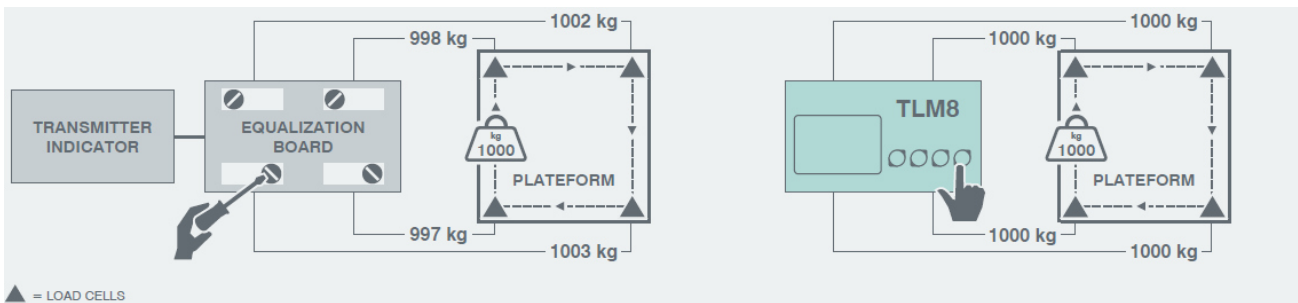 1002 kg
998 kg
TRANSMITTER
INDICATOR
EQUALIZATION
BOARD
kg
1000
PLATEFORM
997 kg
1003 kg
1000 kg
1000 kg
TLM8
kg
1000
PLATEFORM
1000 kg
1000 kg
= LOAD CELLS